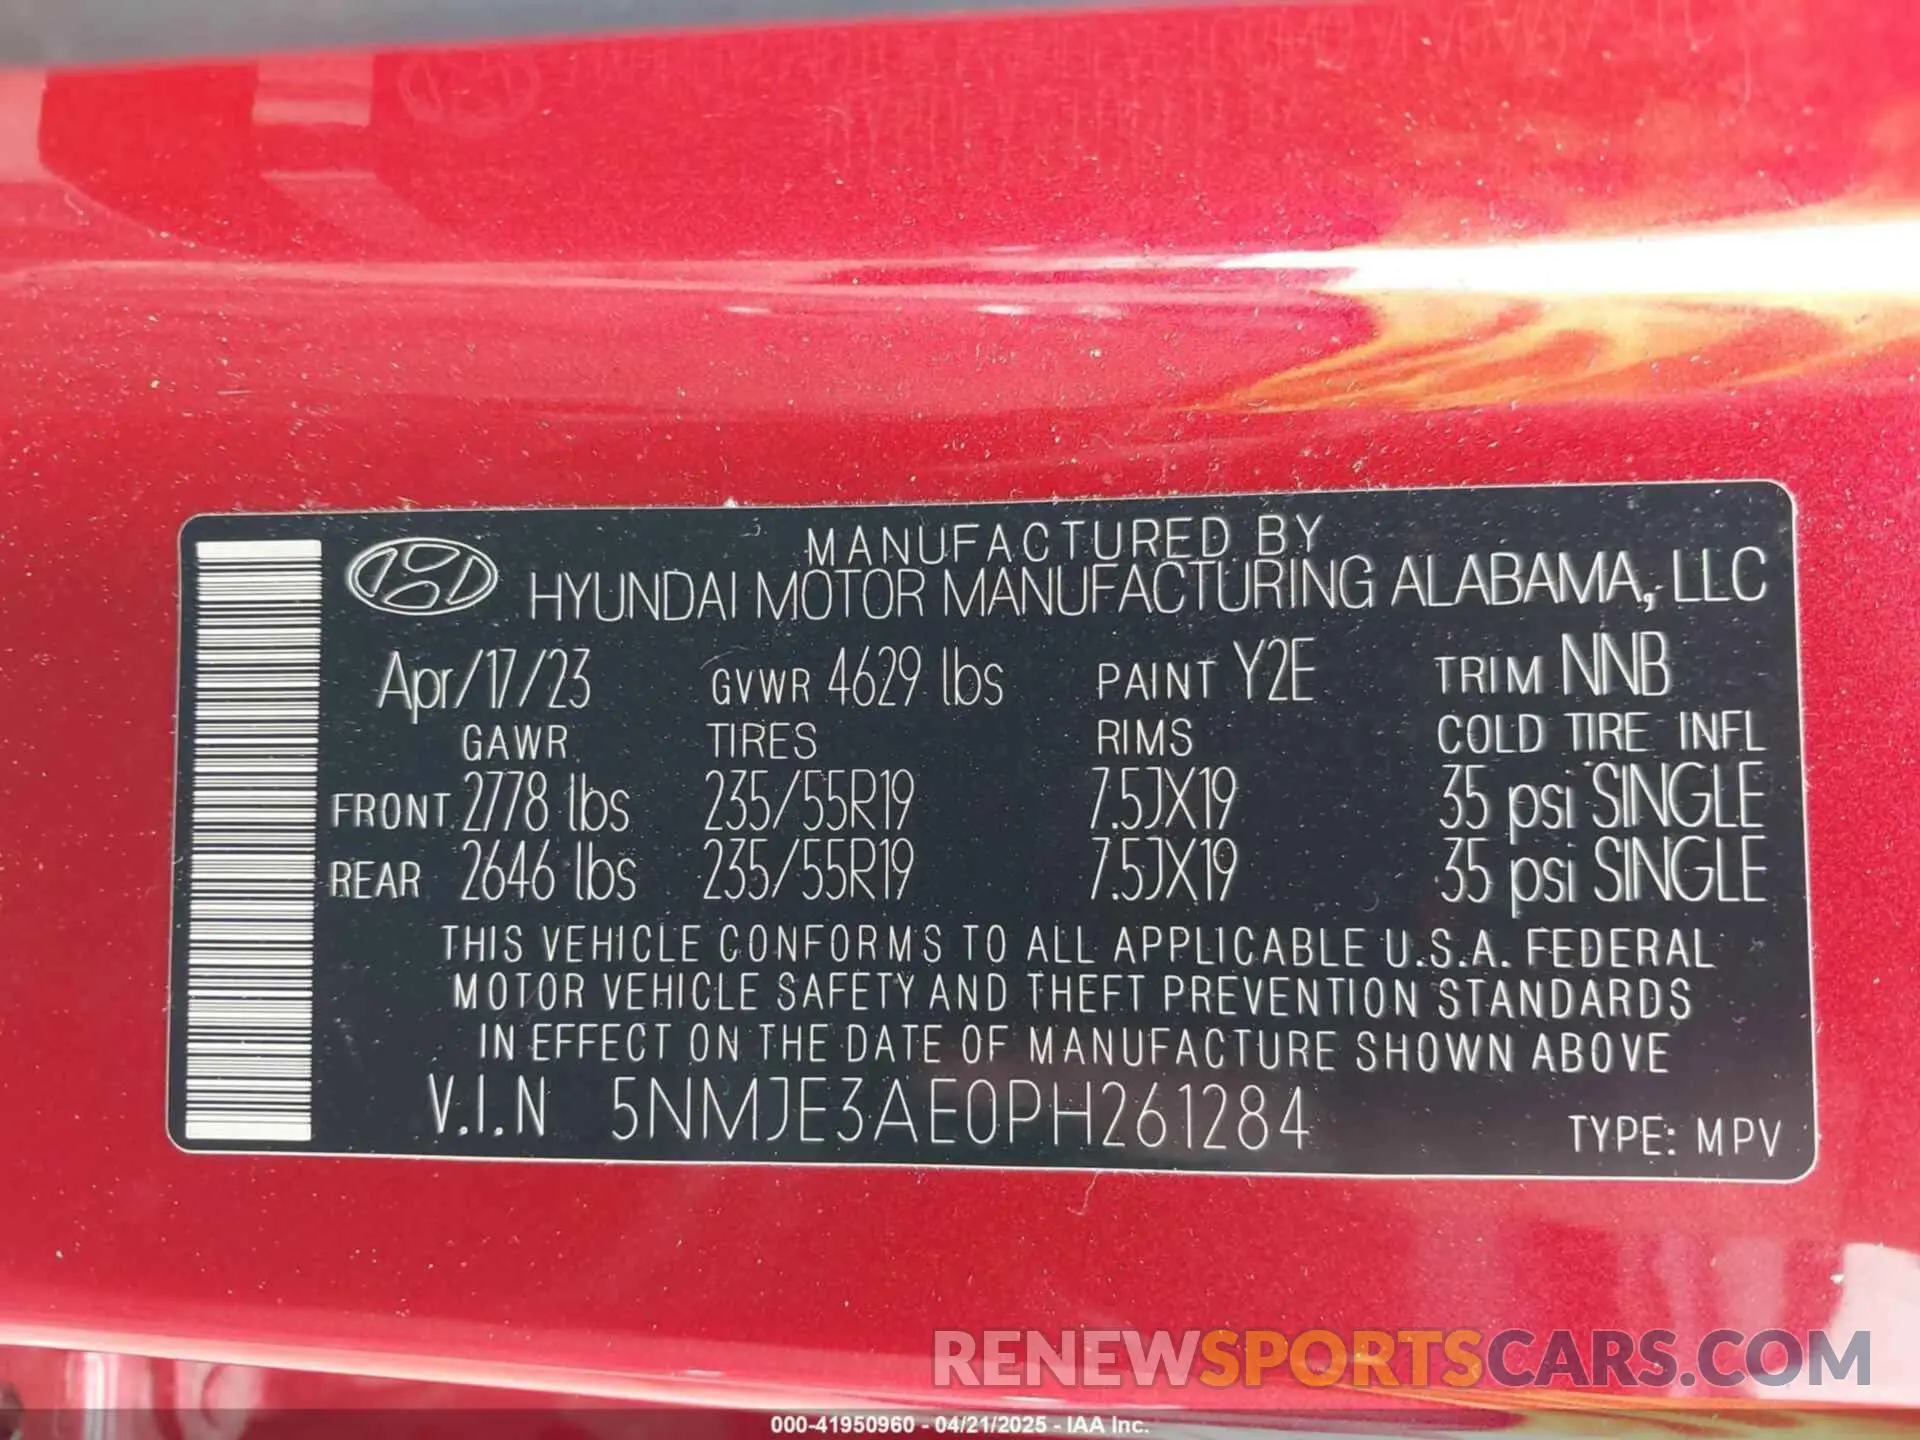 MANUFACTURED BY
HYUNDAI MOTOR MANUFACTURING ALABAMA, LLC
Apr/17/23 GVWR 4629 lbs PAINT Y2E TRIM NNB
GAWR TIRES RIMS COLD TIRE INFL
FRONT 2778 lbs 235/55R19 7.5JX19 35 psi SINGLE
REAR 2646 lbs 235/55R19 7.5JX19 35 psi SINGLE
THIS VEHICLE CONFORMS TO ALL APPLICABLE U.S.A. FEDERAL
MOTOR VEHICLE SAFETY AND THEFT PREVENTION STANDARDS
IN EFFECT ON THE DATE OF MANUFACTURE SHOWN ABOVE
V.I.N 5NMJE3AE0PH261284 TYPE: MPV
RENEWSPORTSCARS.COM
000-41950960 - 04/21/2025 - IAA Inc.